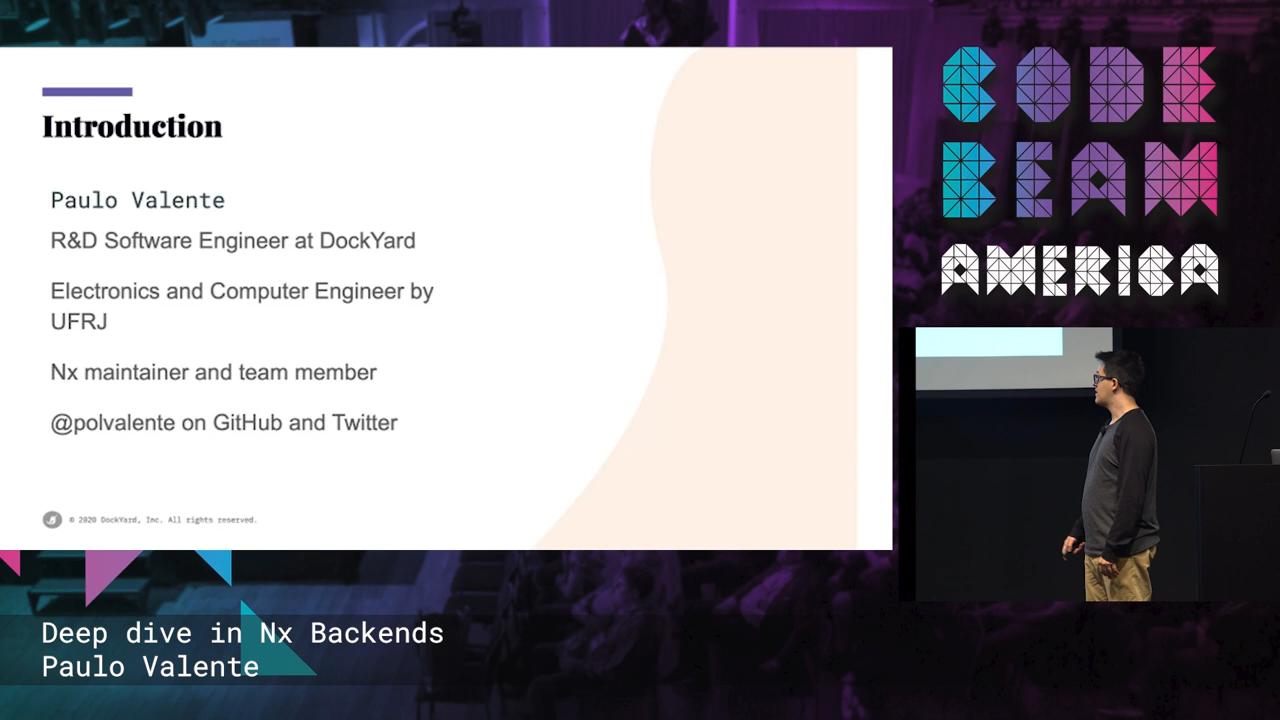 Introduction
Paulo Valente
R&D Software Engineer at DockYard
Electronics and Computer Engineer by
UFRJ
Nx maintainer and team member
@polvalente on GitHub and Twitter
© 2020 DockYard, Inc. All rights reserved.
CODE
BEAM
AMERICA
Deep dive in Nx Backends
Paulo Valente